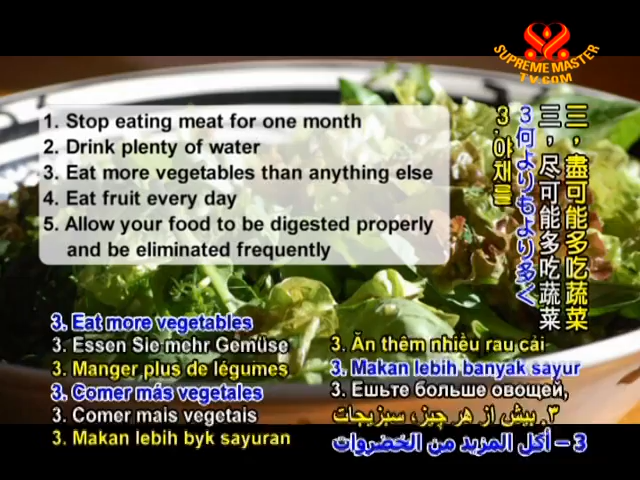 SUPREME MASTER
TV.COM
1. Stop eating meat for one month
2. Drink plenty of water
3. Eat more vegetables than anything else
4. Eat fruit every day
5. Allow your food to be digested properly
and be eliminated frequently
三，盡可能多吃蔬菜
三，尽可能多吃蔬菜
3何よりもより多く
3.야채를
3. Eat more vegetables
3. Essen Sie mehr Gemüse
3. Manger plus de légumes
3. Comer más vegetales
3. Comer mais vegetais
3. Makan lebih byk sayuran
3. Ăn thêm nhiều rau cải
3. Makan lebih banyak sayur
3. Ешьте больше овощей,
۳. بیش از هر چیز، سبزیجات
3 – أكل المزيد من الخضروات